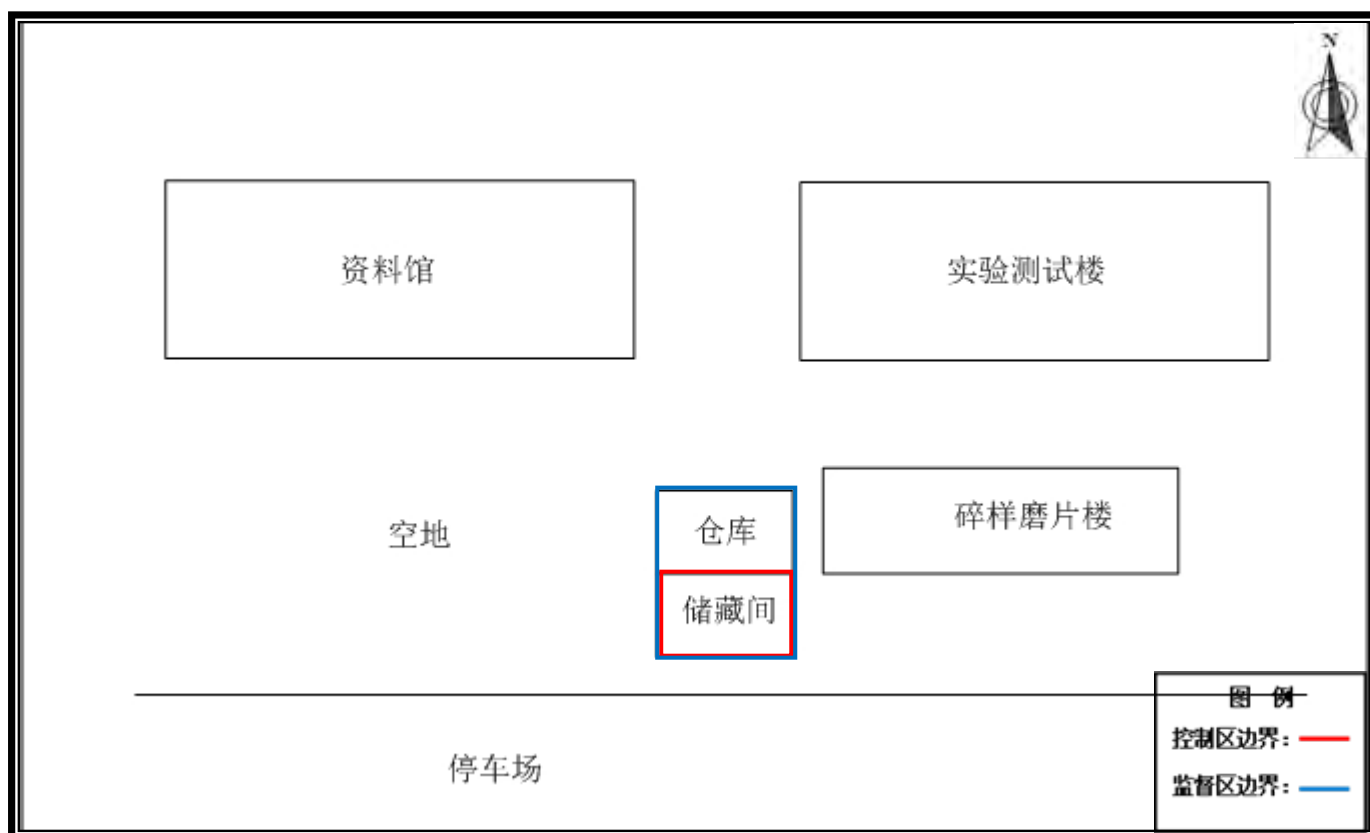 N
资料馆
实验测试楼
碎样磨片楼
仓库
空地
储藏间
图 例
控制区边界：
停车场
监督区边界：